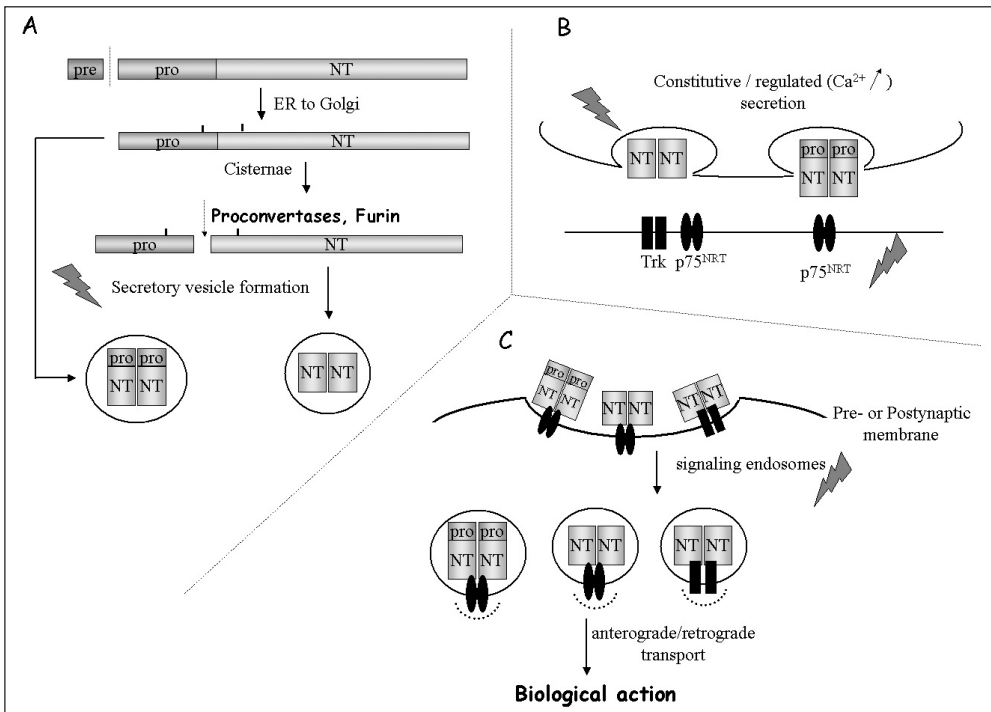 A
pre pro NT
ER to Golgi
pro NT
Cisternae
Proconvertases, Furin
pro NT
Secretory vesicle formation
pro pro
NT NT
NT NT
B
Constitutive / regulated (Ca²⁺ ↗)
secretion
NT NT
pro pro
NT NT
Trk p75ᴺᴿᵀ
p75ᴺᴿᵀ
C
pro pro
NT NT
NT NT
NT NT
Pre- or Postynaptic
membrane
signaling endosomes
pro pro
NT NT
NT NT
NT NT
anterograde/retrograde
transport
Biological action